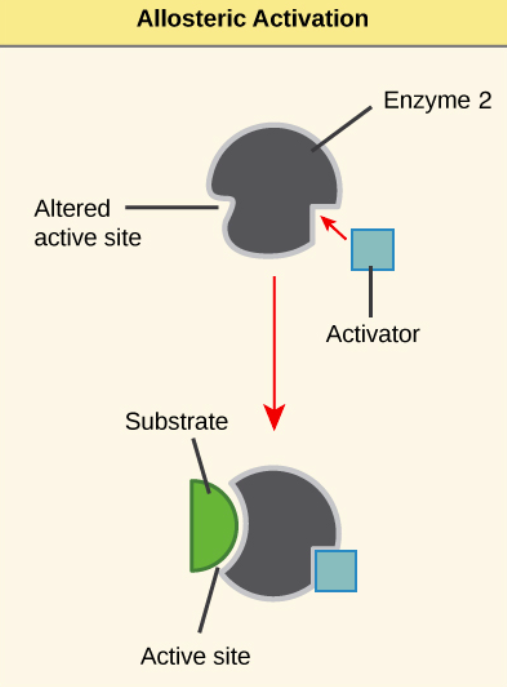 Allosteric Activation
Enzyme 2
Altered
active site
Activator
Substrate
Active site